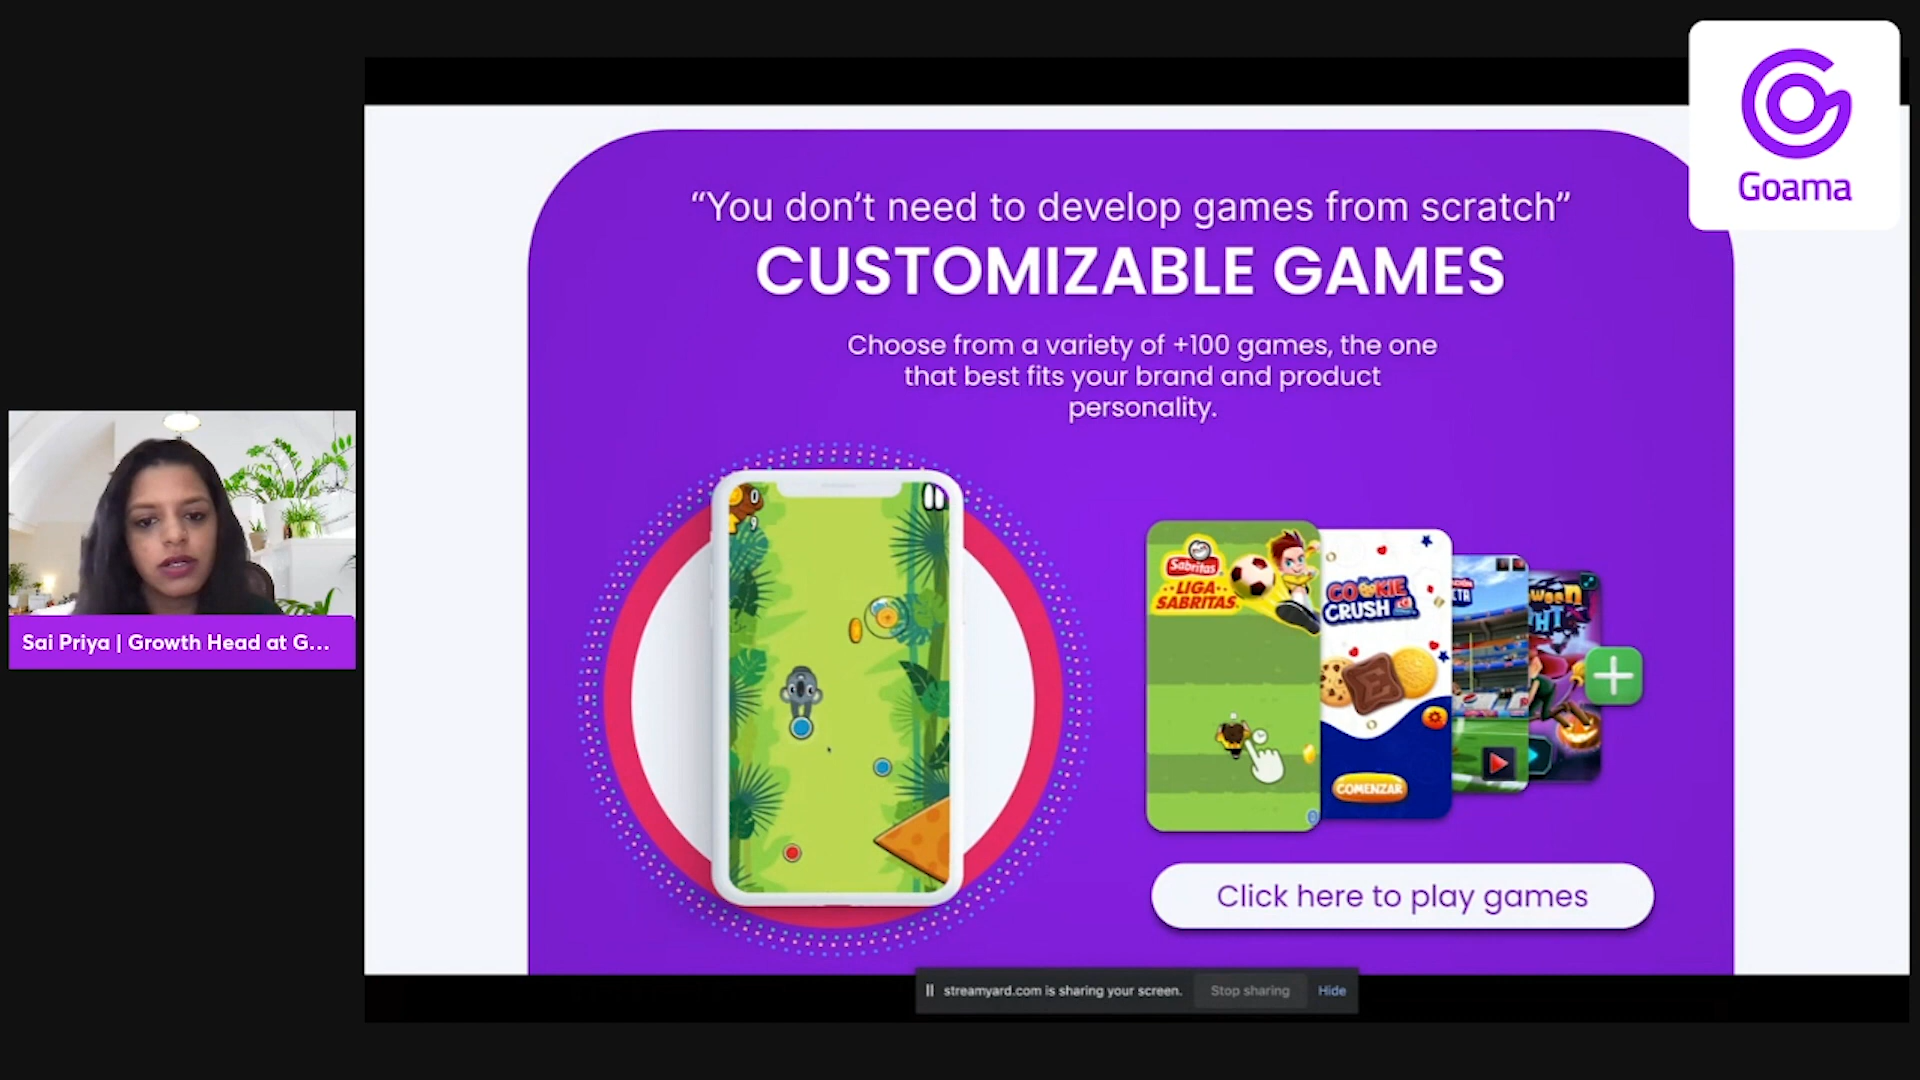 Goama
“You don’t need to develop games from scratch”
CUSTOMIZABLE GAMES
Choose from a variety of +100 games, the one
that best fits your brand and product
personality.
0
9
Sabritas
LIGA
SABRITAS
COOKIE
CRUSH
COMENZAR
Click here to play games
Sai Priya | Growth Head at G...
streamyard.com is sharing your screen.
Stop sharing
Hide